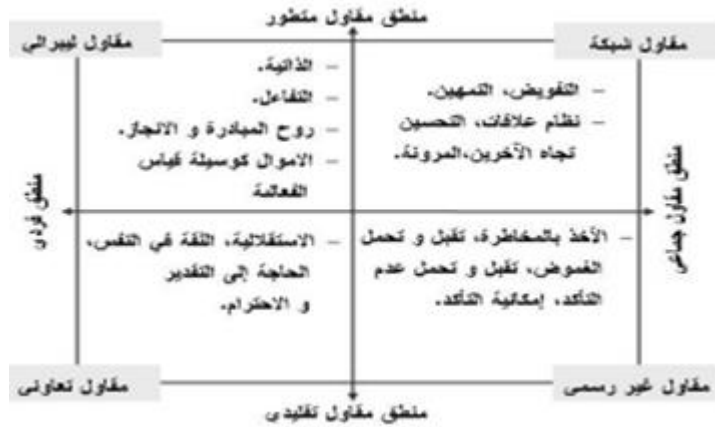 منطق مقاول متطور
مقاول شبكة
مقاول ليبرالي
– التفويض، التمهين.
– نظام علاقات، التحسين
تجاه الآخرين،المرونة.
– الذاتية.
– التفاعل.
– روح المبادرة و الانجاز.
– الاموال كوسيلة قياس
الفعالمة
منطق مقاول جماعي
منطق فردي
– الأخذ بالمخاطرة، تقبل و تحمل
الغموض، تقبل و تحمل عدم
التأكد، إمكانية التأكد.
– الاستقلالية، الثقة في النفس،
الحاجة إلى التقدير
و الاحترام.
مقاول غير رسمي
مقاول تعاوني
منطق مقاول تقليدي